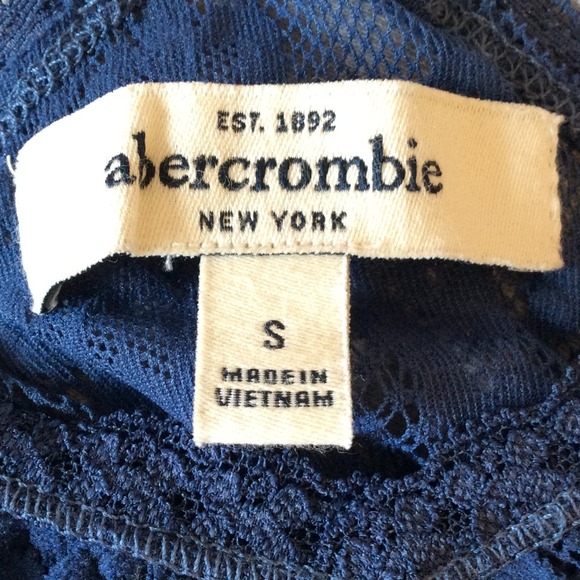 EST. 1892
abercrombie
NEW YORK
S
MADE IN
VIETNAM